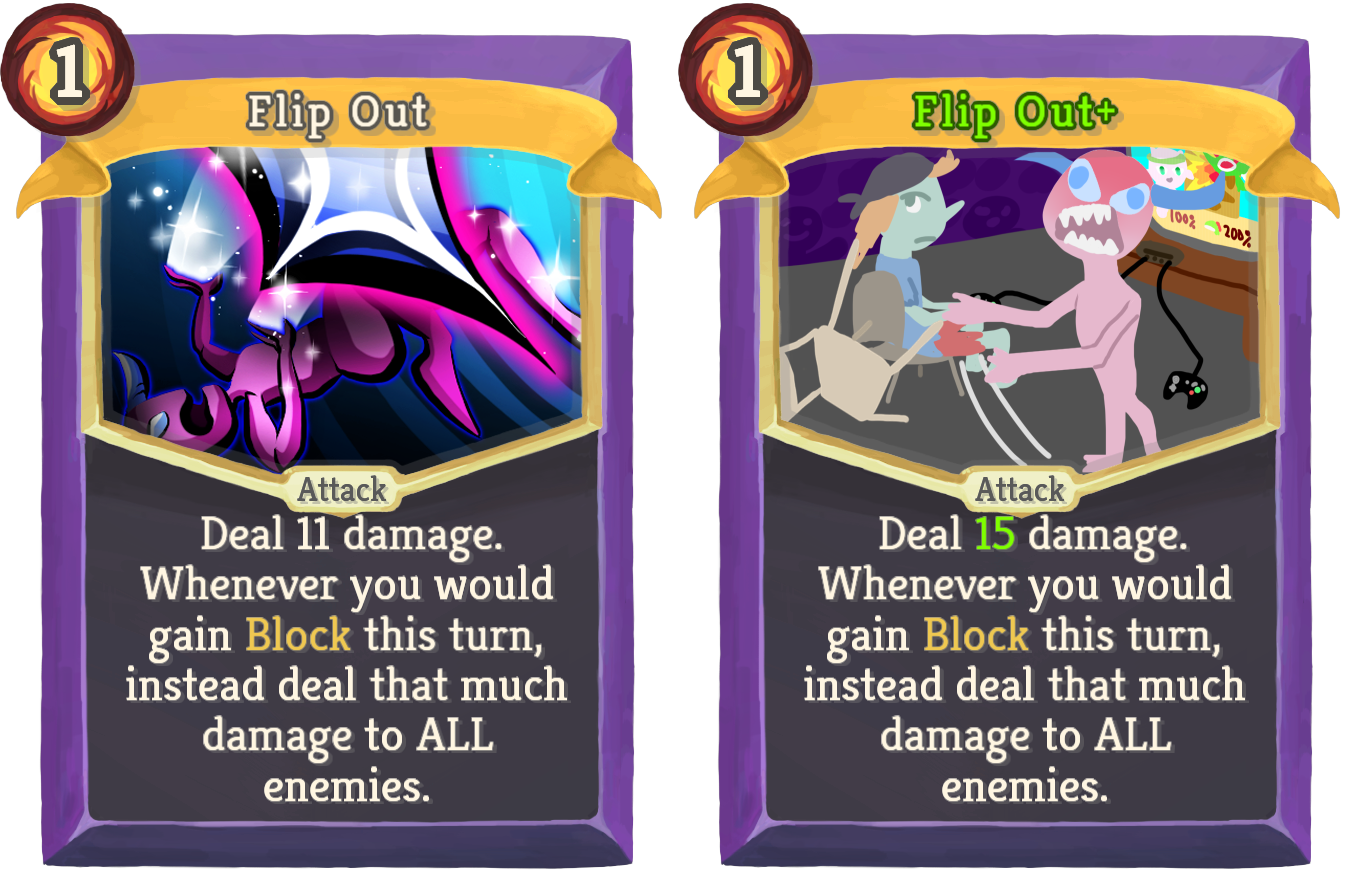 1
Flip Out
Attack
Deal 11 damage.
Whenever you would
gain Block this turn,
instead deal that much
damage to ALL
enemies.
1
Flip Out+
100%
200%
Attack
Deal 15 damage.
Whenever you would
gain Block this turn,
instead deal that much
damage to ALL
enemies.